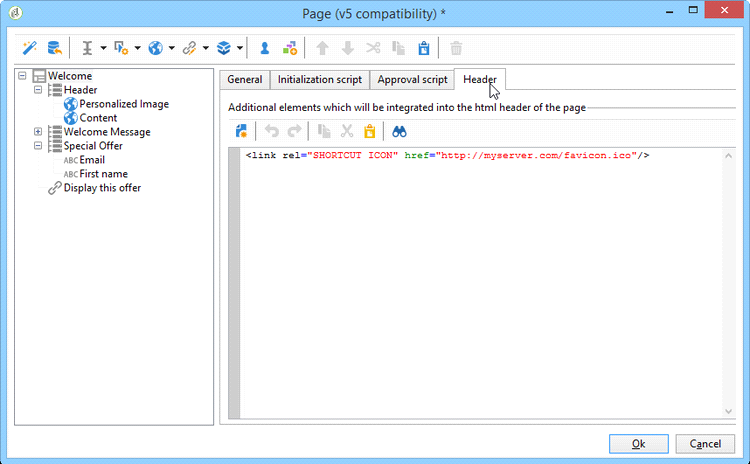 Page (v5 compatibility) *
Welcome
Header
Personalized Image
Content
Welcome Message
Special Offer
ABC Email
ABC First name
Display this offer
General Initialization script Approval script Header
Additional elements which will be integrated into the html header of the page
<link rel="SHORTCUT ICON" href="http://myserver.com/favicon.ico"/>
Ok Cancel